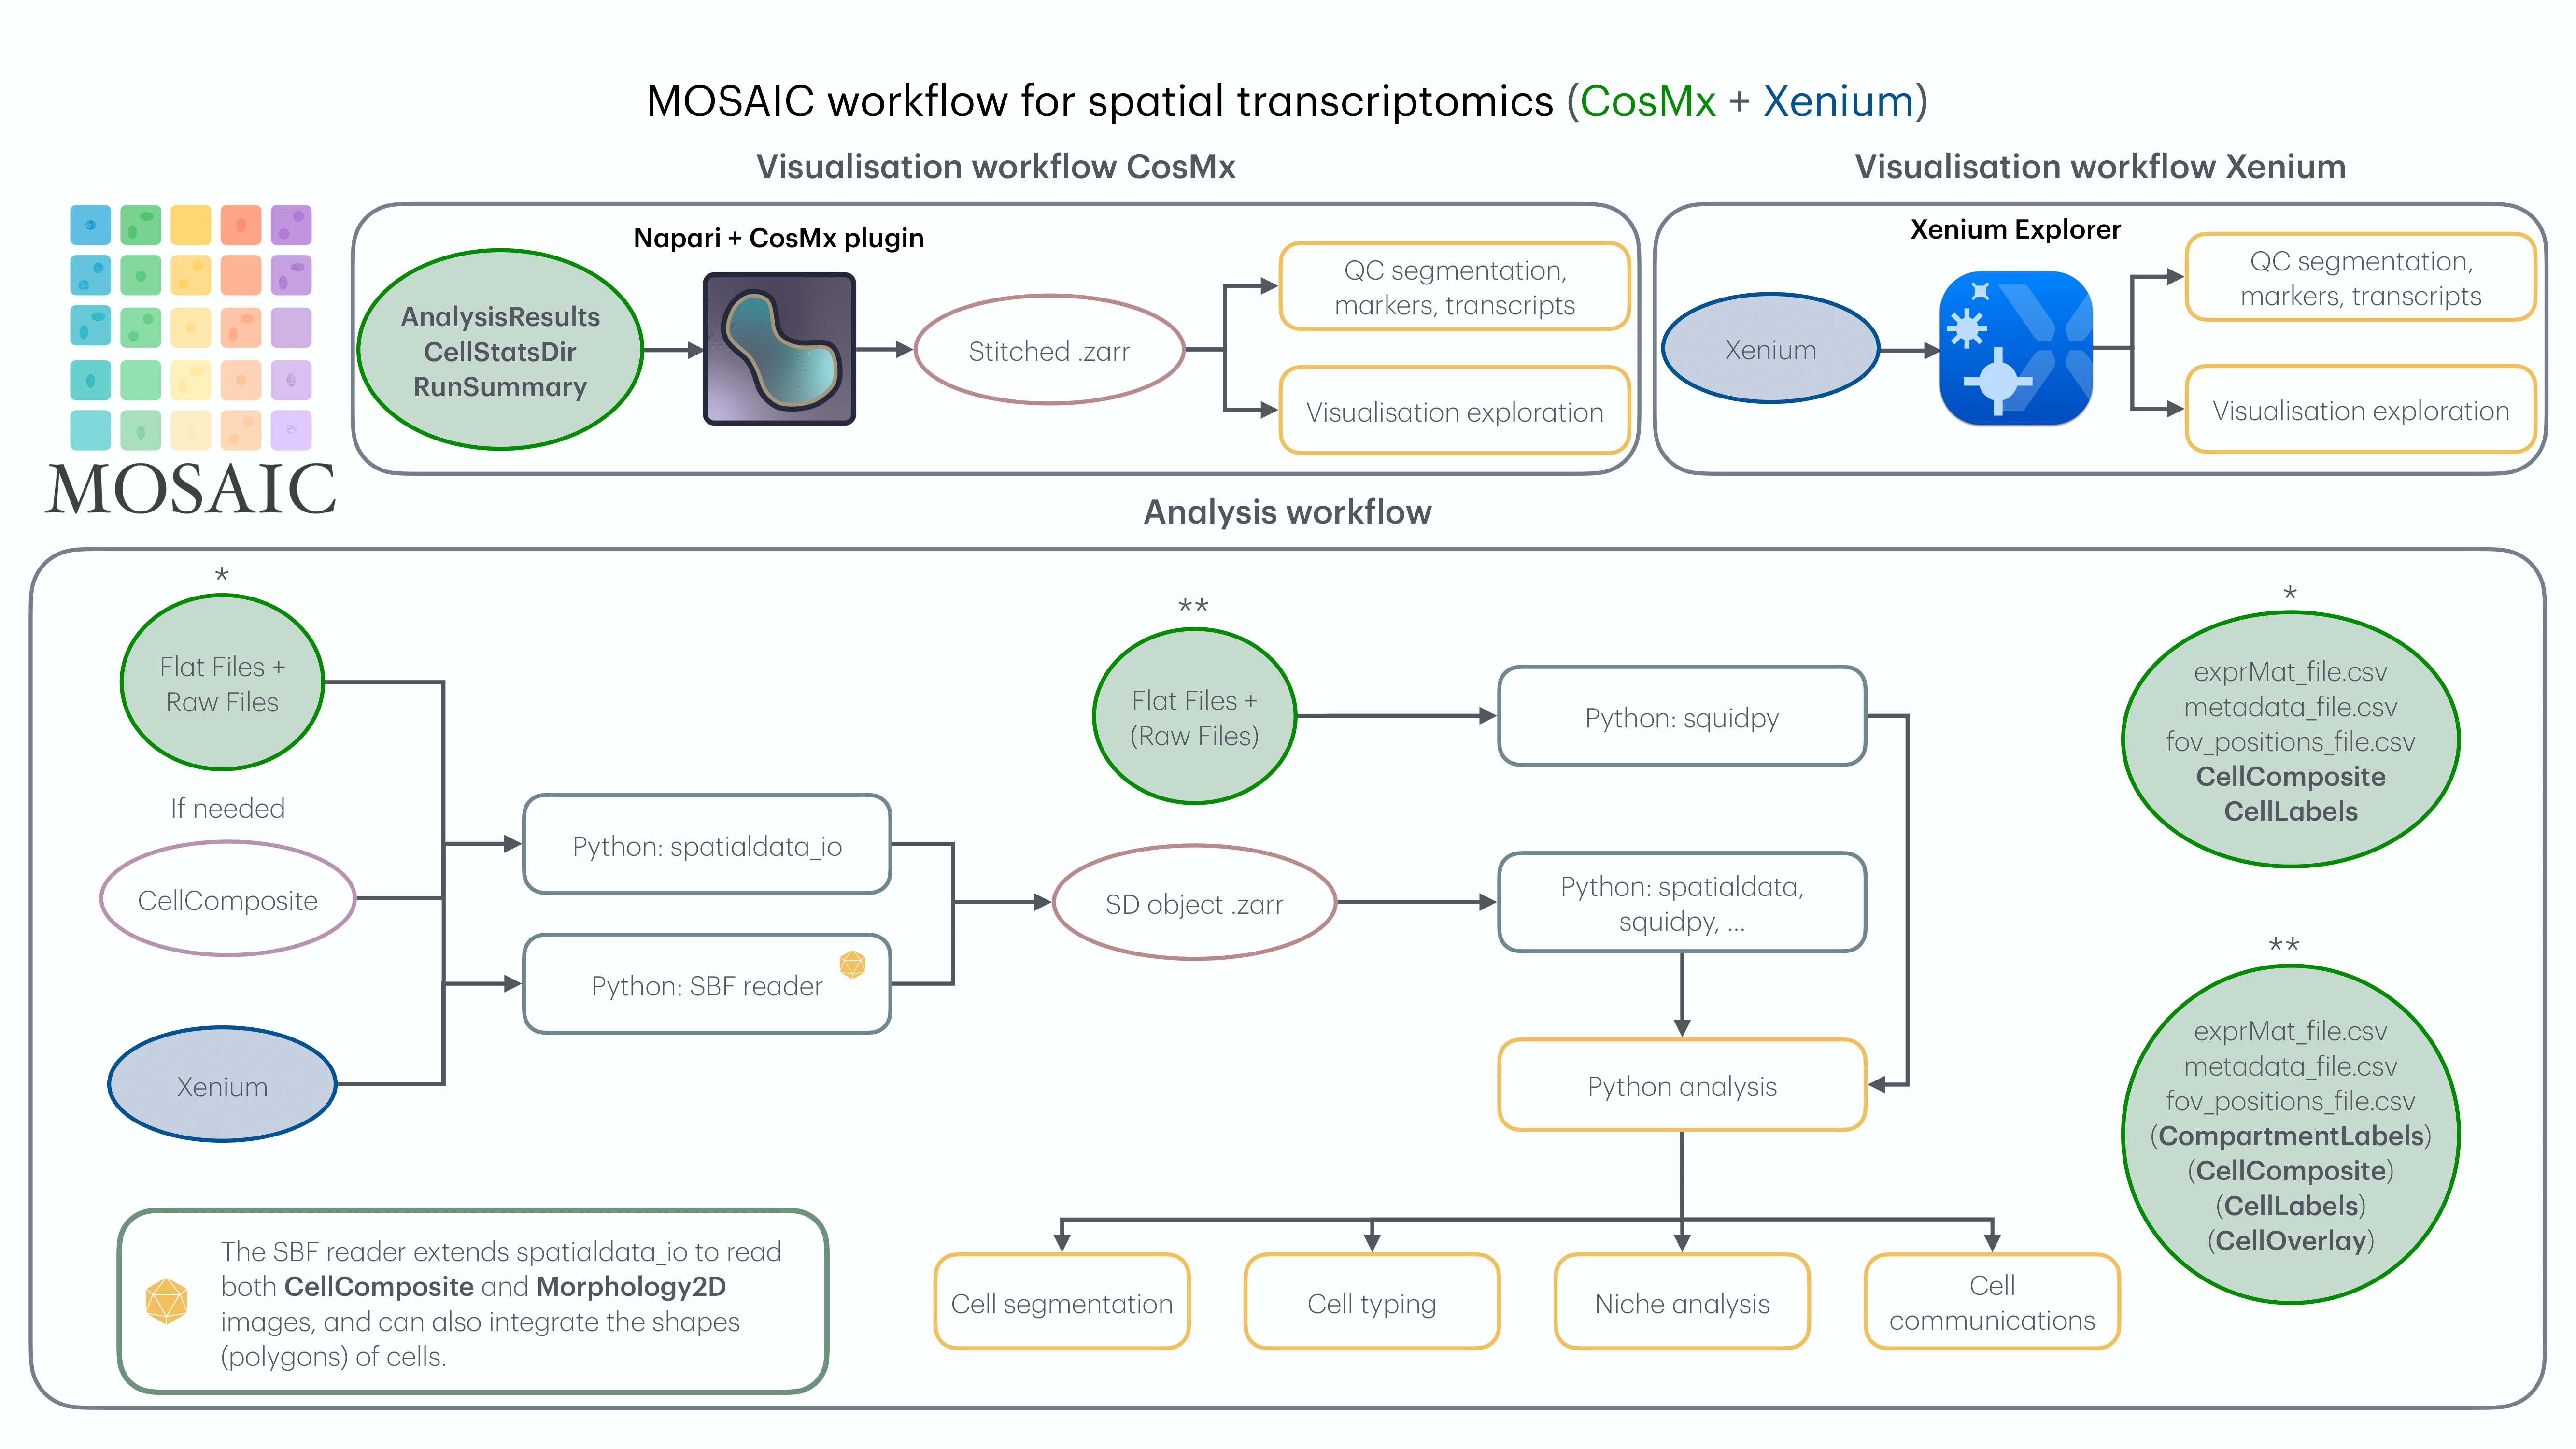 MOSAIC workflow for spatial transcriptomics (CosMx + Xenium)
Visualisation workflow CosMx
Visualisation workflow Xenium
MOSAIC
Napari + CosMx plugin
AnalysisResults
CellStatsDir
RunSummary
Stitched .zarr
QC segmentation,
markers, transcripts
Visualisation exploration
Xenium Explorer
Xenium
QC segmentation,
markers, transcripts
Visualisation exploration
Analysis workflow
*
Flat Files +
Raw Files
If needed
CellComposite
Xenium
Python: spatialdata_io
Python: SBF reader
**
Flat Files +
(Raw Files)
SD object .zarr
Python: squidpy
Python: spatialdata,
squidpy, ...
Python analysis
Cell segmentation
Cell typing
Niche analysis
Cell
communications
*
exprMat_file.csv
metadata_file.csv
fov_positions_file.csv
CellComposite
CellLabels
**
exprMat_file.csv
metadata_file.csv
fov_positions_file.csv
(CompartmentLabels)
(CellComposite)
(CellLabels)
(CellOverlay)
The SBF reader extends spatialdata_io to read
both CellComposite and Morphology2D
images, and can also integrate the shapes
(polygons) of cells.